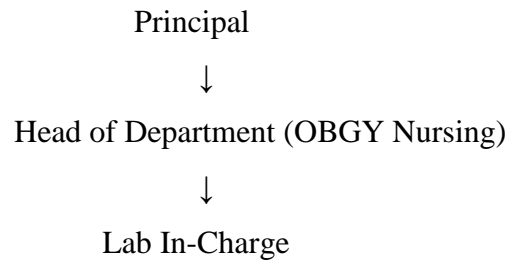 Principal
↓
Head of Department (OBGY Nursing)
↓
Lab In-Charge